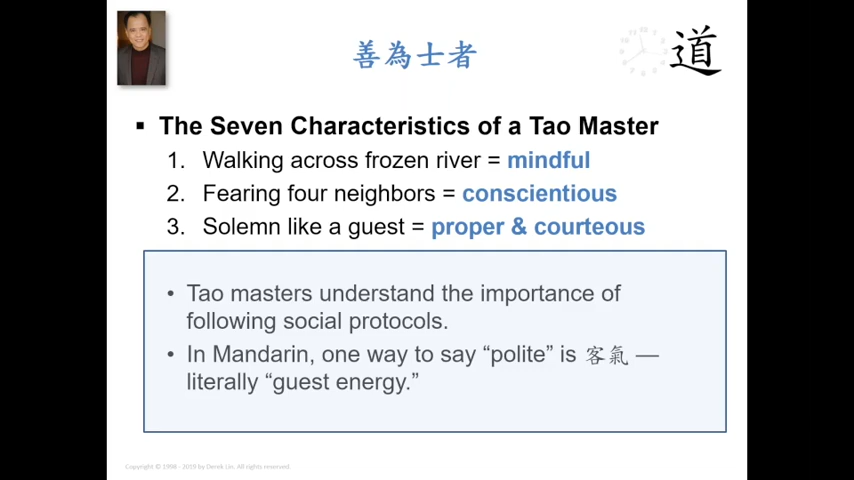 善為士者
道
▪ The Seven Characteristics of a Tao Master
1. Walking across frozen river = mindful
2. Fearing four neighbors = conscientious
3. Solemn like a guest = proper & courteous
• Tao masters understand the importance of
following social protocols.
• In Mandarin, one way to say “polite” is 客氣 —
literally “guest energy.”
Copyright © 1998 - 2019 by Derek Lin. All rights reserved.